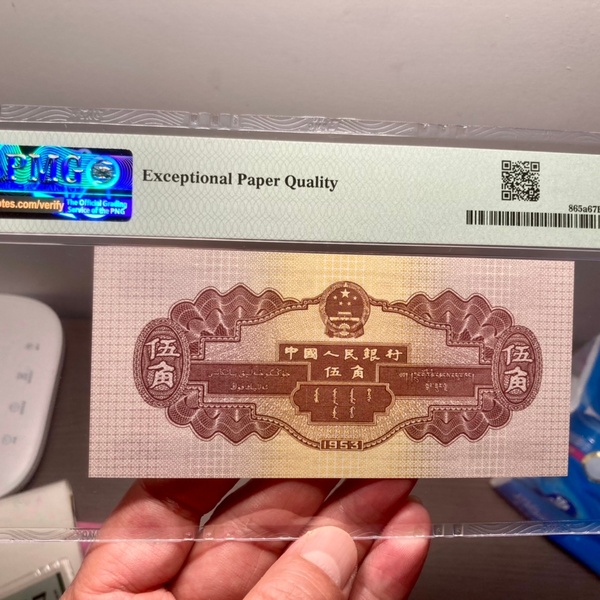 PMG
Exceptional Paper Quality
otes.com/verify
The Official Grading
Service of the PNG
865a67
中國人民銀行
伍角
伍角
伍角
1953